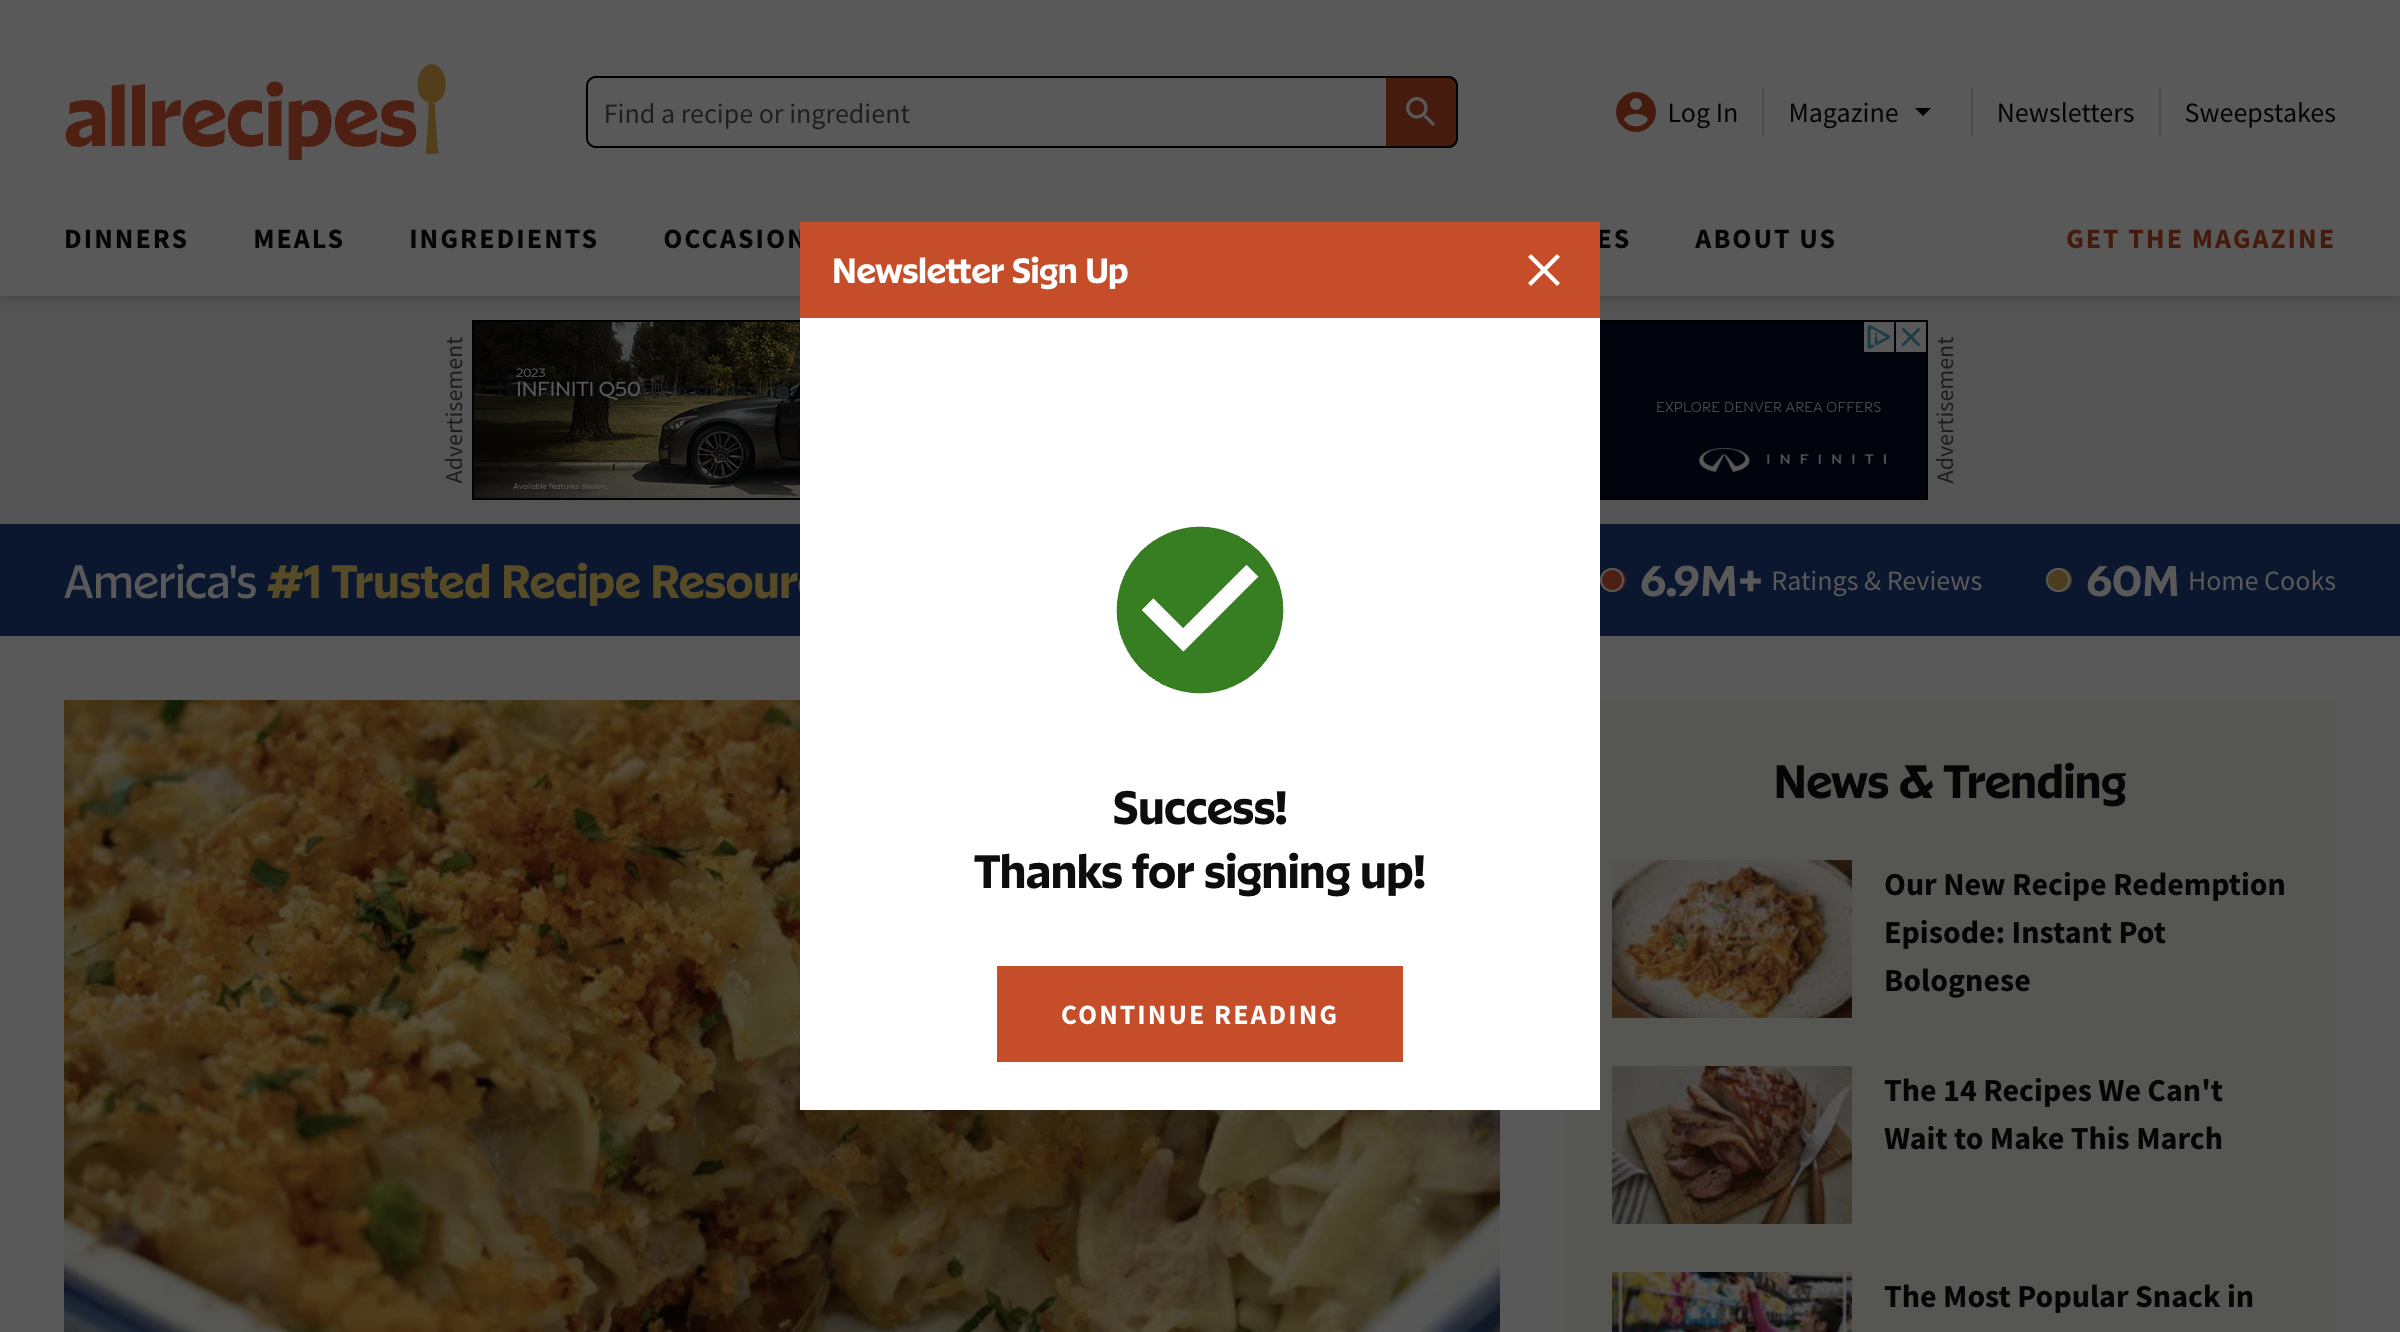 allrecipes
Find a recipe or ingredient
Log In
Magazine
Newsletters
Sweepstakes
DINNERS
MEALS
INGREDIENTS
OCCASION
ES
ABOUT US
GET THE MAGAZINE
Newsletter Sign Up
Advertisement
2023
INFINITI Q50
Available features shown.
EXPLORE DENVER AREA OFFERS
INFINITI
Advertisement
America's #1 Trusted Recipe Resour
6.9M+ Ratings & Reviews
60M Home Cooks
Success!
Thanks for signing up!
CONTINUE READING
News & Trending
Our New Recipe Redemption
Episode: Instant Pot
Bolognese
The 14 Recipes We Can't
Wait to Make This March
The Most Popular Snack in